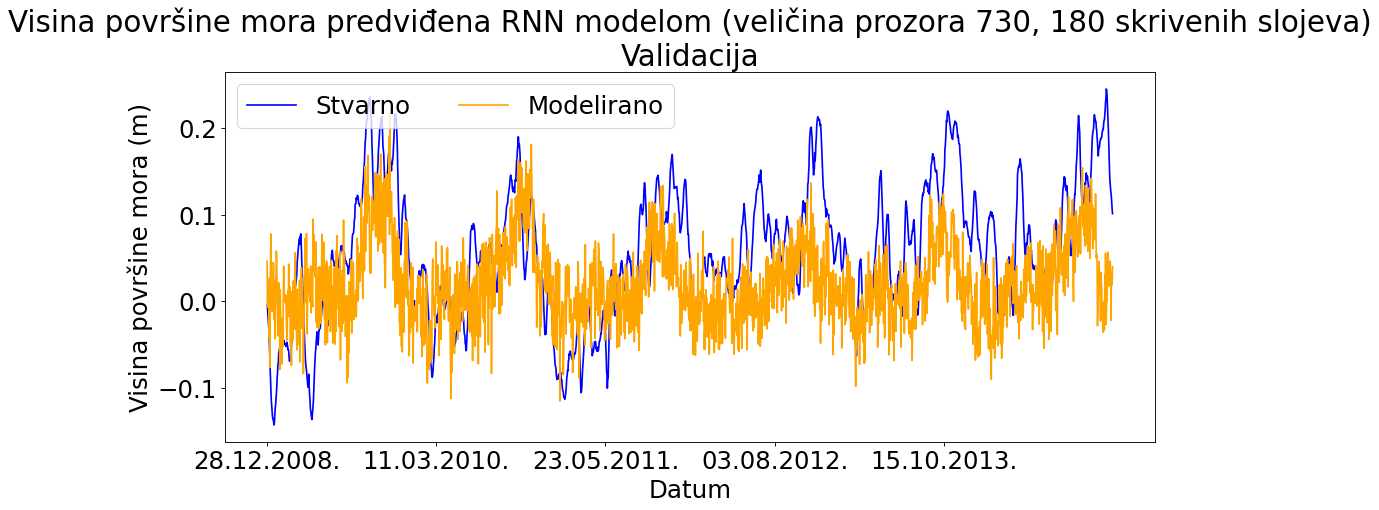 Visina površine mora predviđena RNN modelom (veličina prozora 730, 180 skrivenih slojeva)
Validacija
Stvarno Modelirano
Visina površine mora (m)
0.2
0.1
0.0
−0.1
28.12.2008. 11.03.2010. 23.05.2011. 03.08.2012. 15.10.2013.
Datum